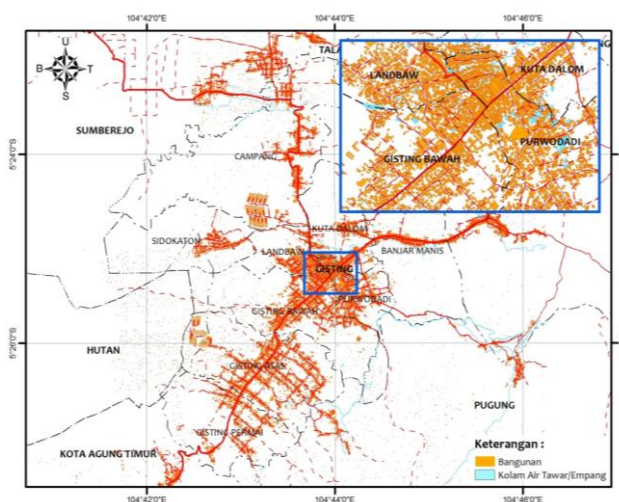 104°42'0"E 104°44'0"E 104°46'0"E
U
B T
S
TALA
NG
LANDBAW
KUTA DALOM
PURWODADI
GISTING BAWAH
SUMBEREJO
5°24'0"S
CAMPANG
KUTA DALOM
SIDOKATON
LANDBAW
BANJAR MANIS
GISTING
PURWODADI
GISTING BAWAH
5°26'0"S
HUTAN
GISTING ATAS
PUGUNG
GISTING PERMAI
KOTA AGUNG TIMUR
Keterangan :
Bangunan
Kolam Air Tawar/Empang
104°42'0"E 104°44'0"E 104°46'0"E